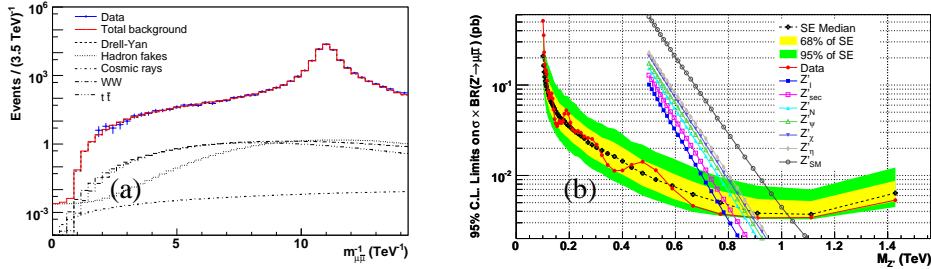 Events / (3.5 TeV)⁻¹
10⁶
10³
1
10⁻³
Data
Total background
Drell-Yan
Hadron fakes
Cosmic rays
WW
t t̄
(a)
0 5 10
m⁻¹μμ̄ (TeV⁻¹)
95% C.L. Limits on σ × BR(Z'→μμ̄) (pb)
10⁻¹
10⁻²
SE Median
68% of SE
95% of SE
Data
Z'I
Z'sec
Z'N
Z'ψ
Z'χ
Z'η
Z'SM
(b)
0 0.2 0.4 0.6 0.8 1 1.2 1.4 1.6
MZ' (TeV)